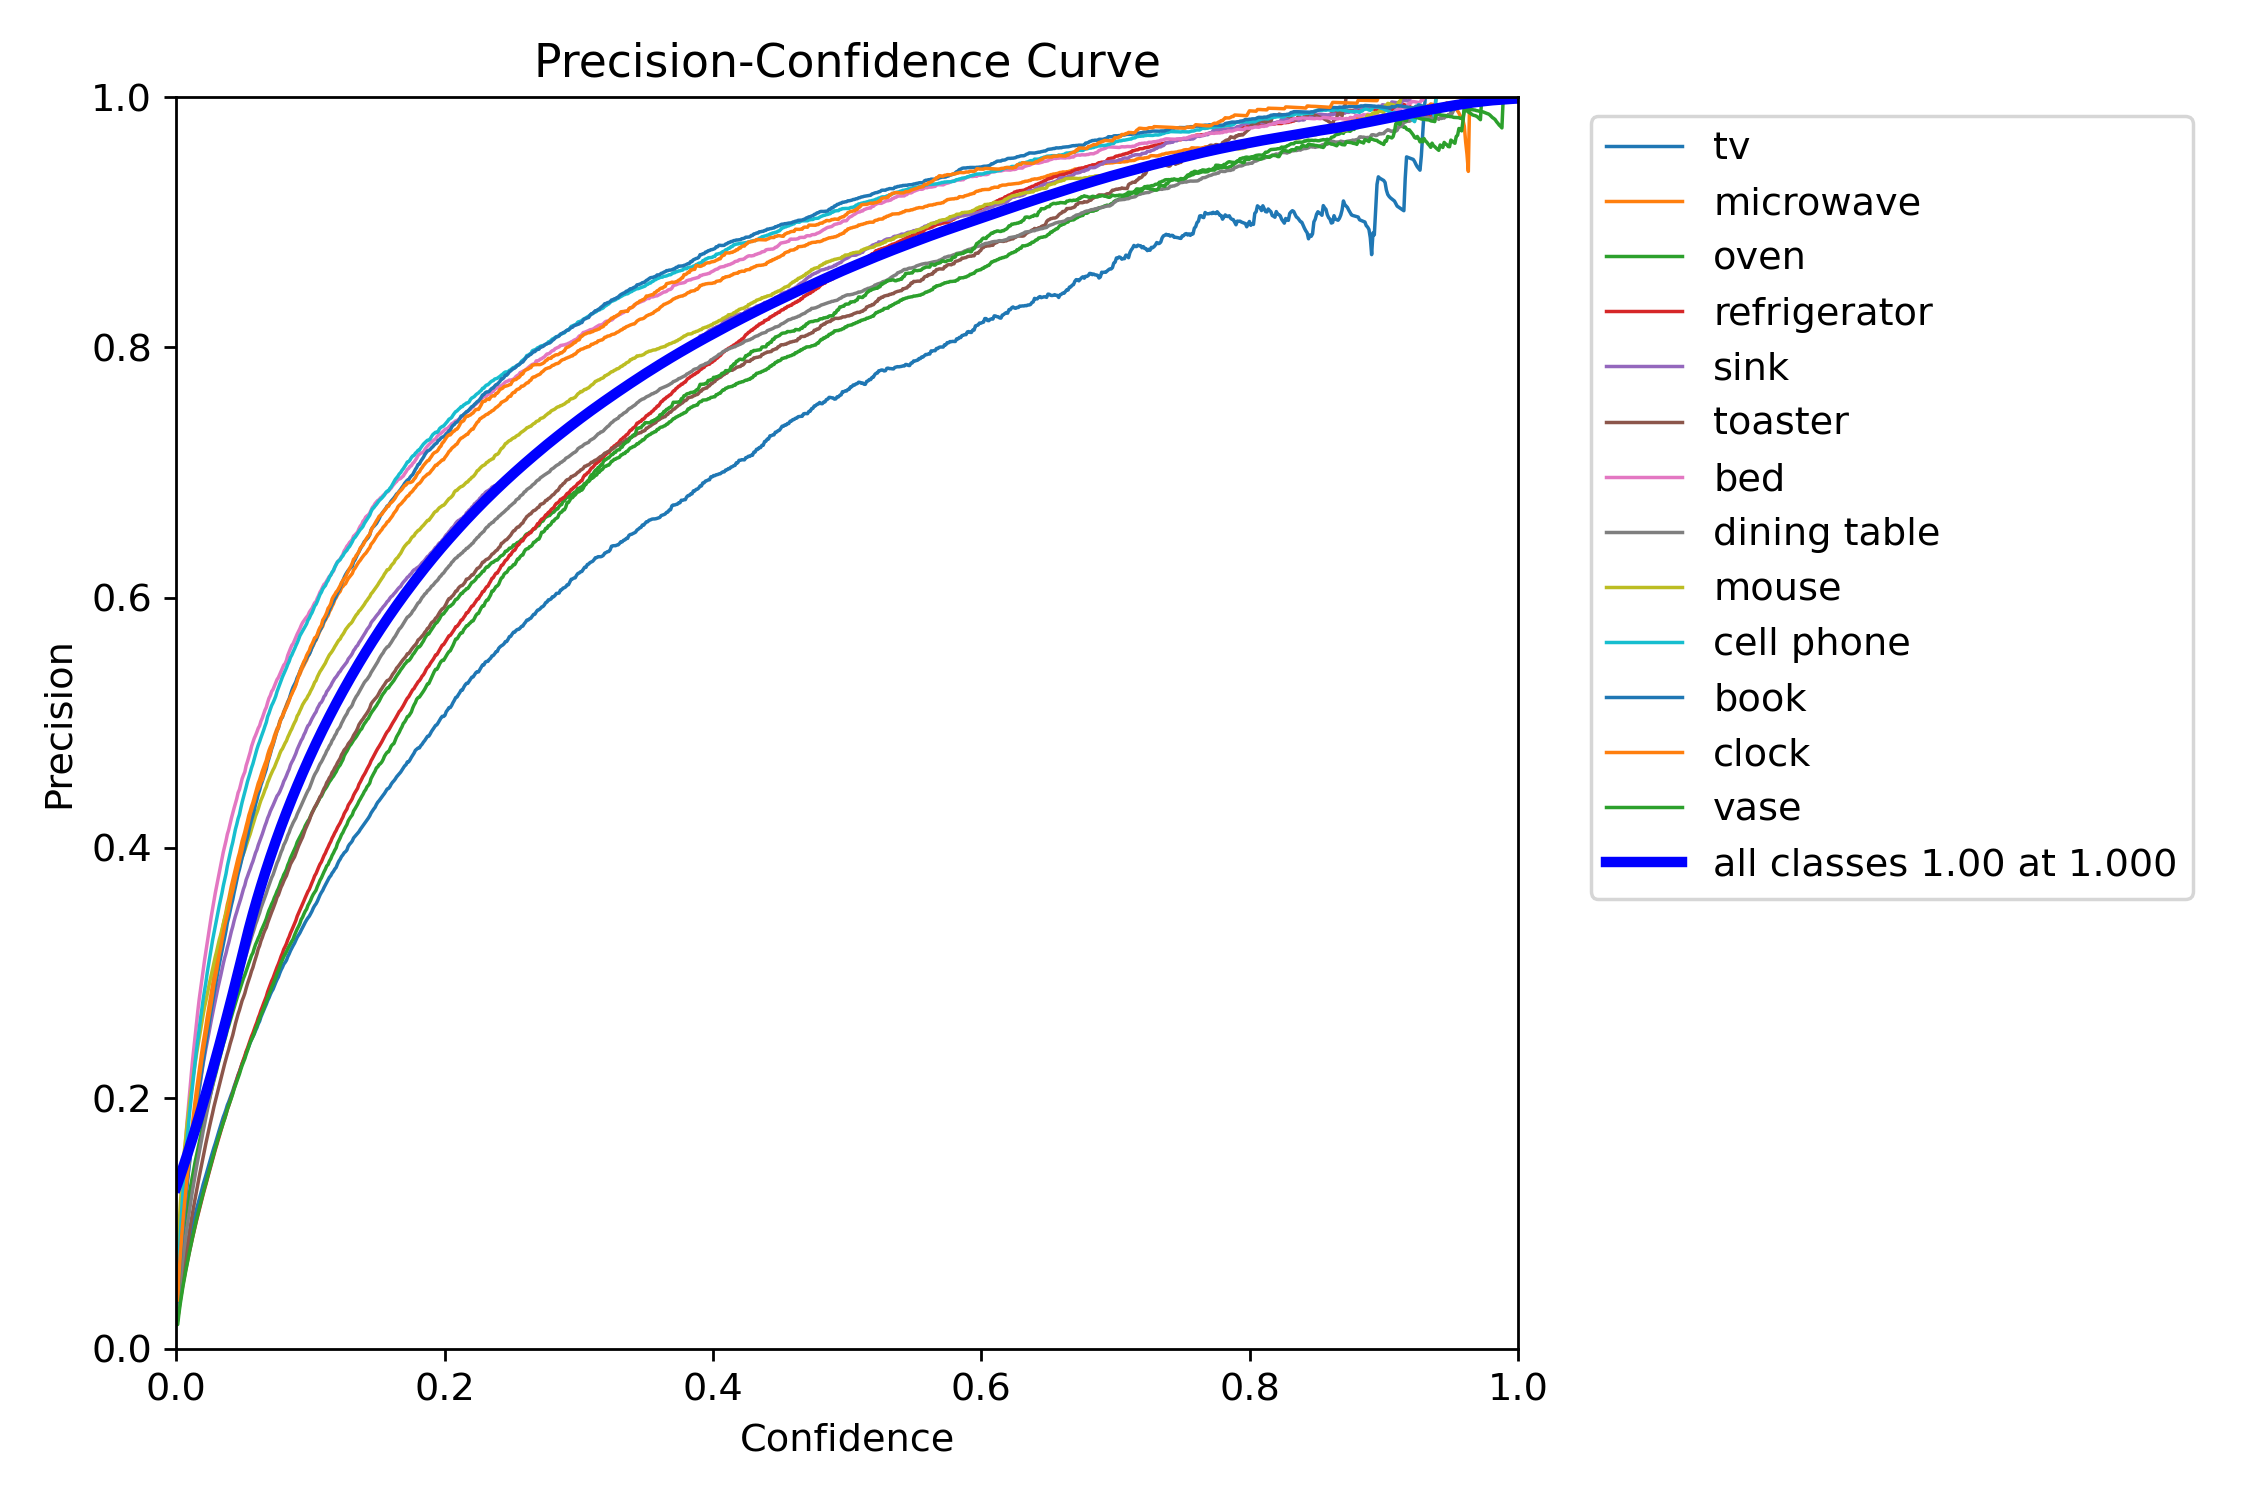 Precision-Confidence Curve
1.0
0.8
0.6
0.4
0.2
0.0
Precision
0.0 0.2 0.4 0.6 0.8 1.0
Confidence
tv
microwave
oven
refrigerator
sink
toaster
bed
dining table
mouse
cell phone
book
clock
vase
all classes 1.00 at 1.000